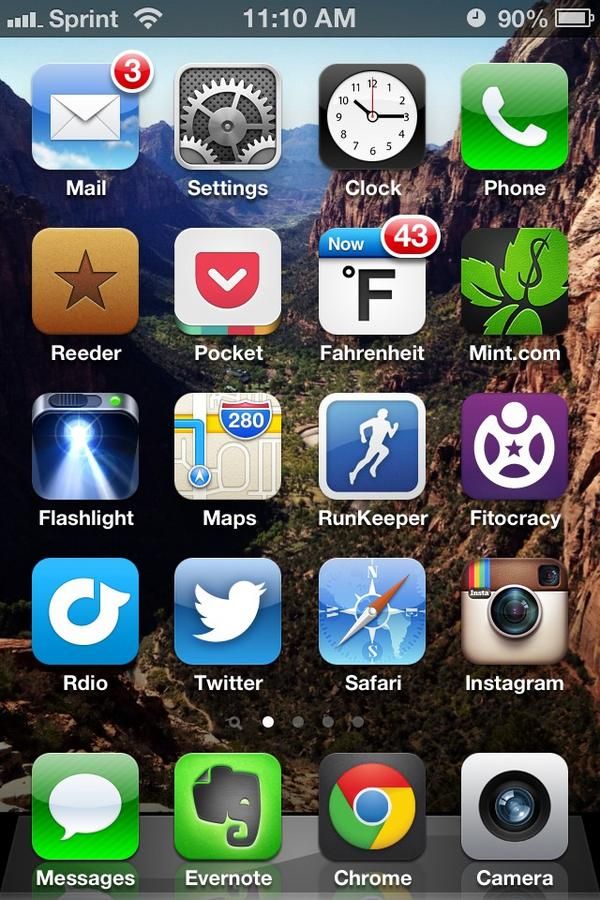 Sprint 11:10 AM 90%
3
12 1 2 3 4 5 6 7 8 9 10 11
Mail Settings Clock Phone
Now 43
°F
Reeder Pocket Fahrenheit Mint.com
280
Flashlight Maps RunKeeper Fitocracy
N
Insta
Rdio Twitter Safari Instagram
Messages Evernote Chrome Camera